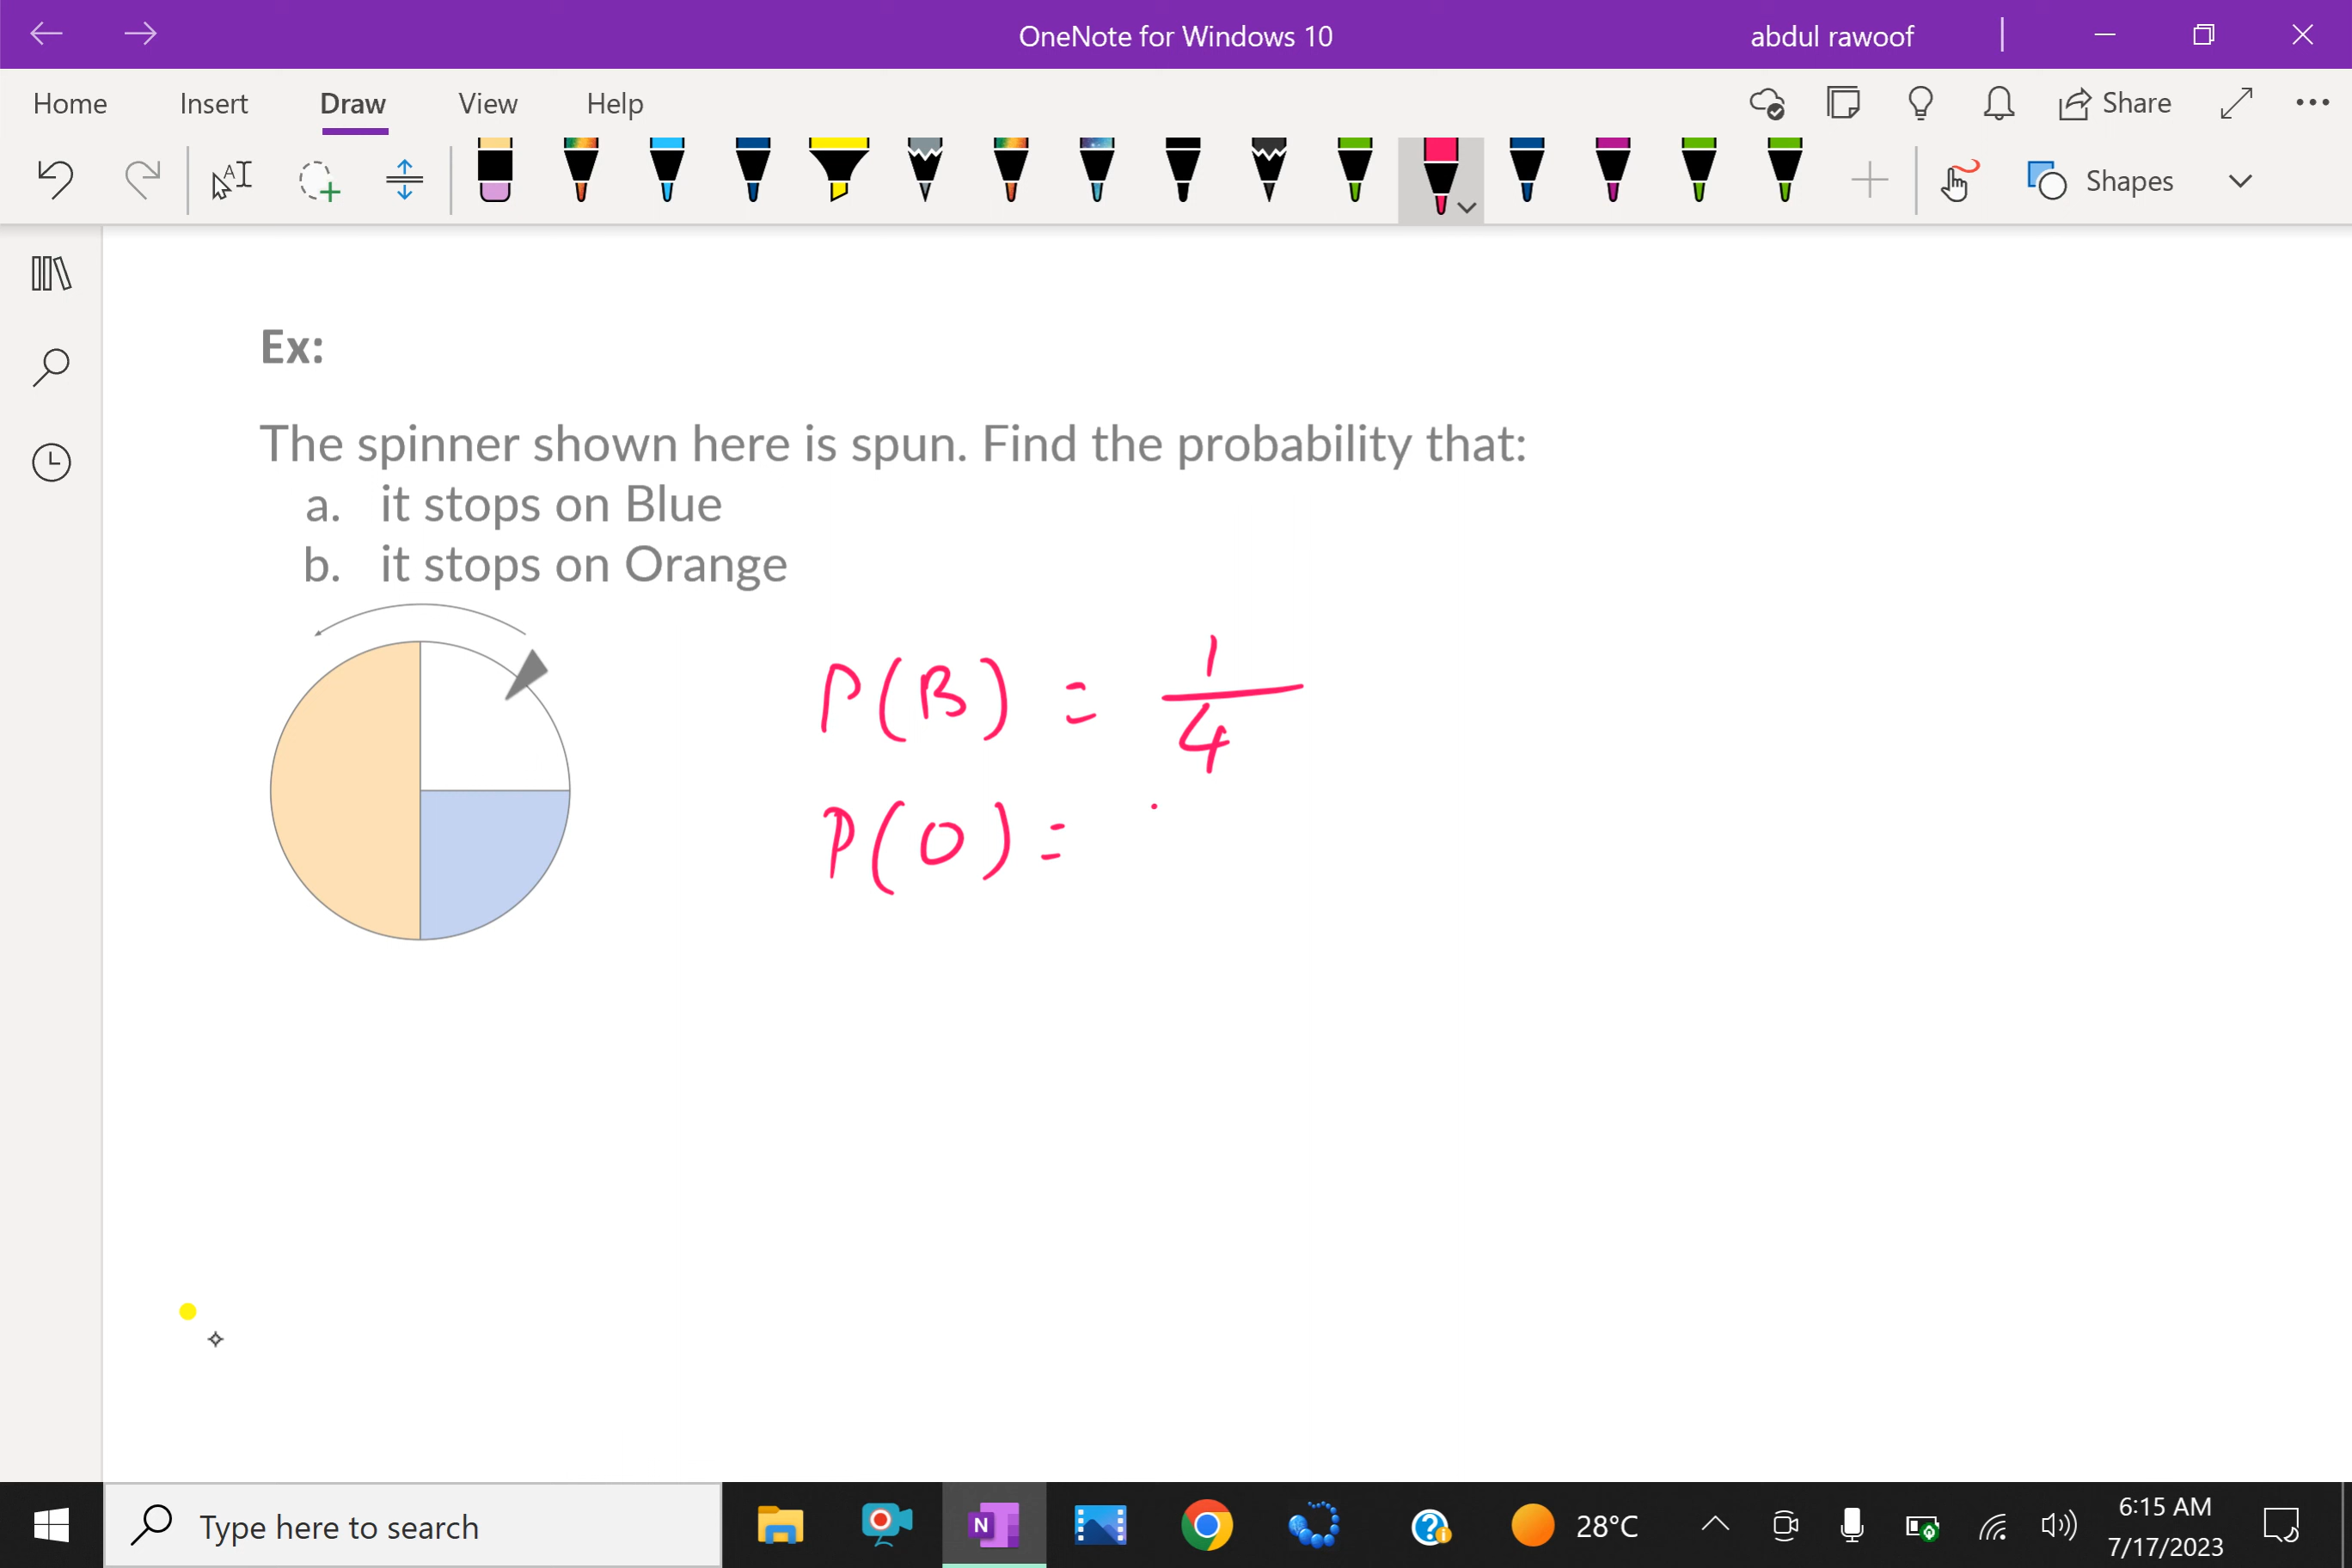 OneNote for Windows 10
abdul rawoof
Home Insert Draw View Help
Share
Shapes
Ex:
The spinner shown here is spun. Find the probability that:
a. it stops on Blue
b. it stops on Orange
P(B) = 1/4
P(O) =
Type here to search
28°C
6:15 AM
7/17/2023